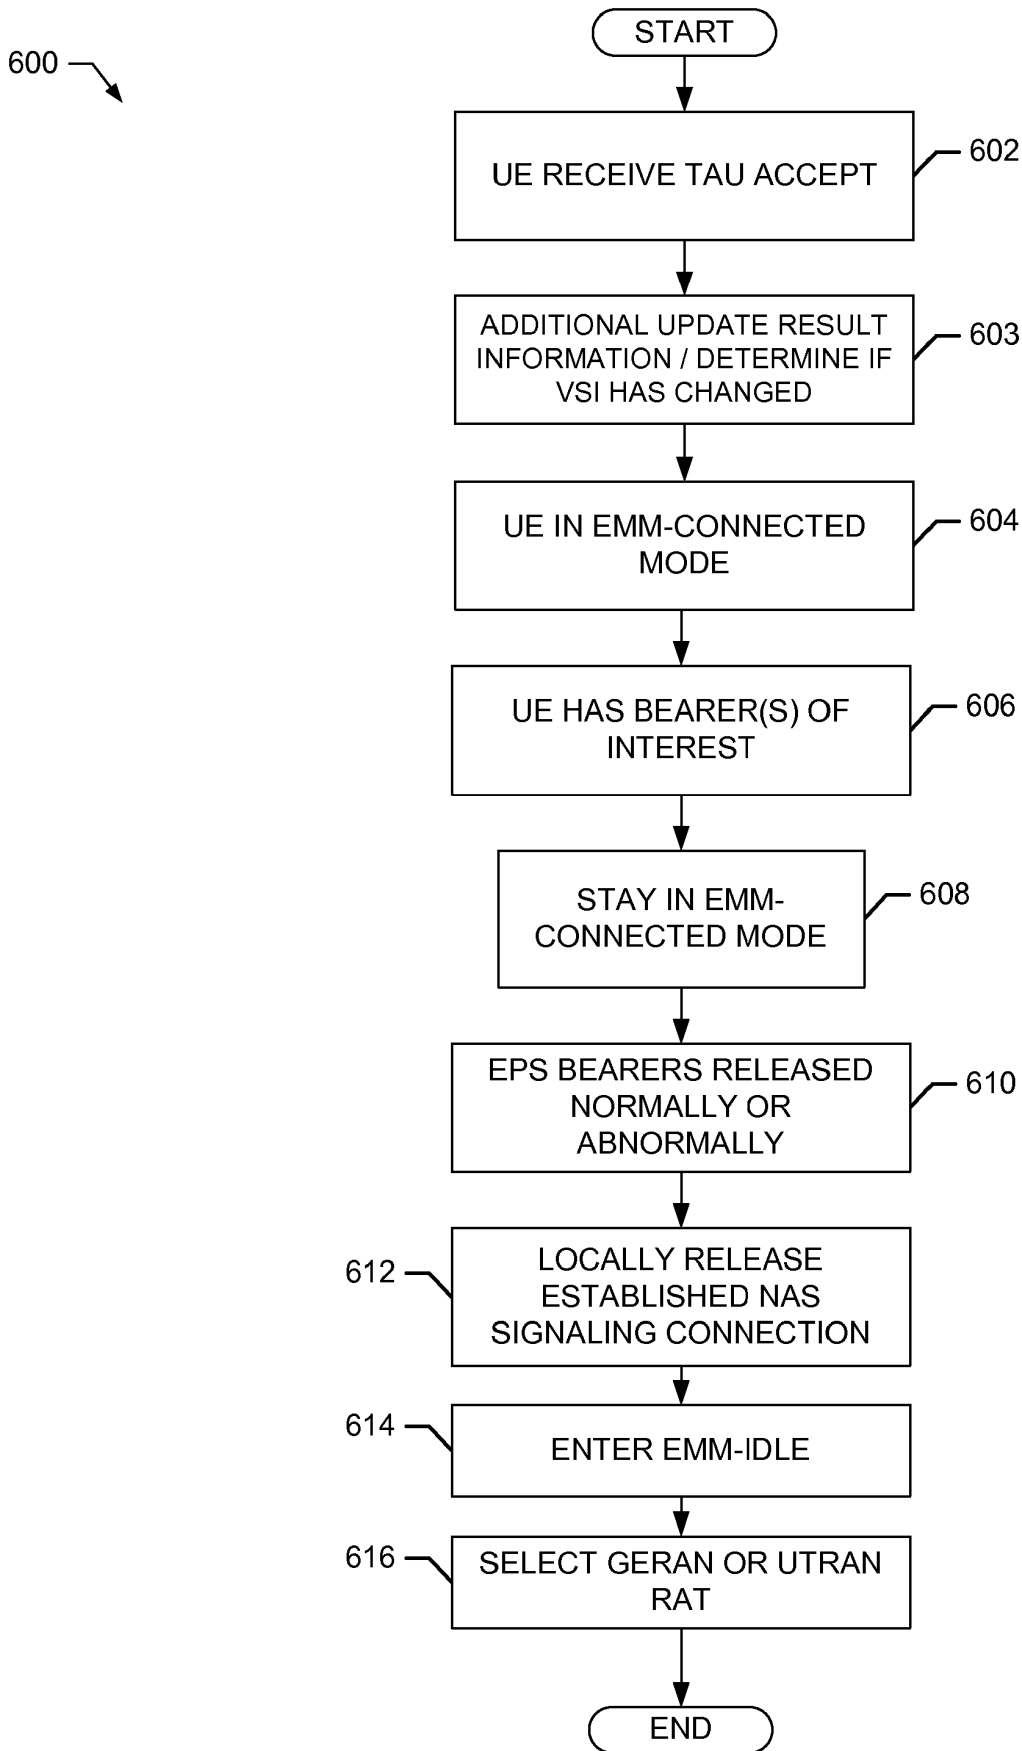 START
600
UE RECEIVE TAU ACCEPT
602
ADDITIONAL UPDATE RESULT
INFORMATION / DETERMINE IF
VSI HAS CHANGED
603
UE IN EMM-CONNECTED
MODE
604
UE HAS BEARER(S) OF
INTEREST
606
STAY IN EMM-
CONNECTED MODE
608
EPS BEARERS RELEASED
NORMALLY OR
ABNORMALLY
610
612
LOCALLY RELEASE
ESTABLISHED NAS
SIGNALING CONNECTION
614
ENTER EMM-IDLE
616
SELECT GERAN OR UTRAN
RAT
END